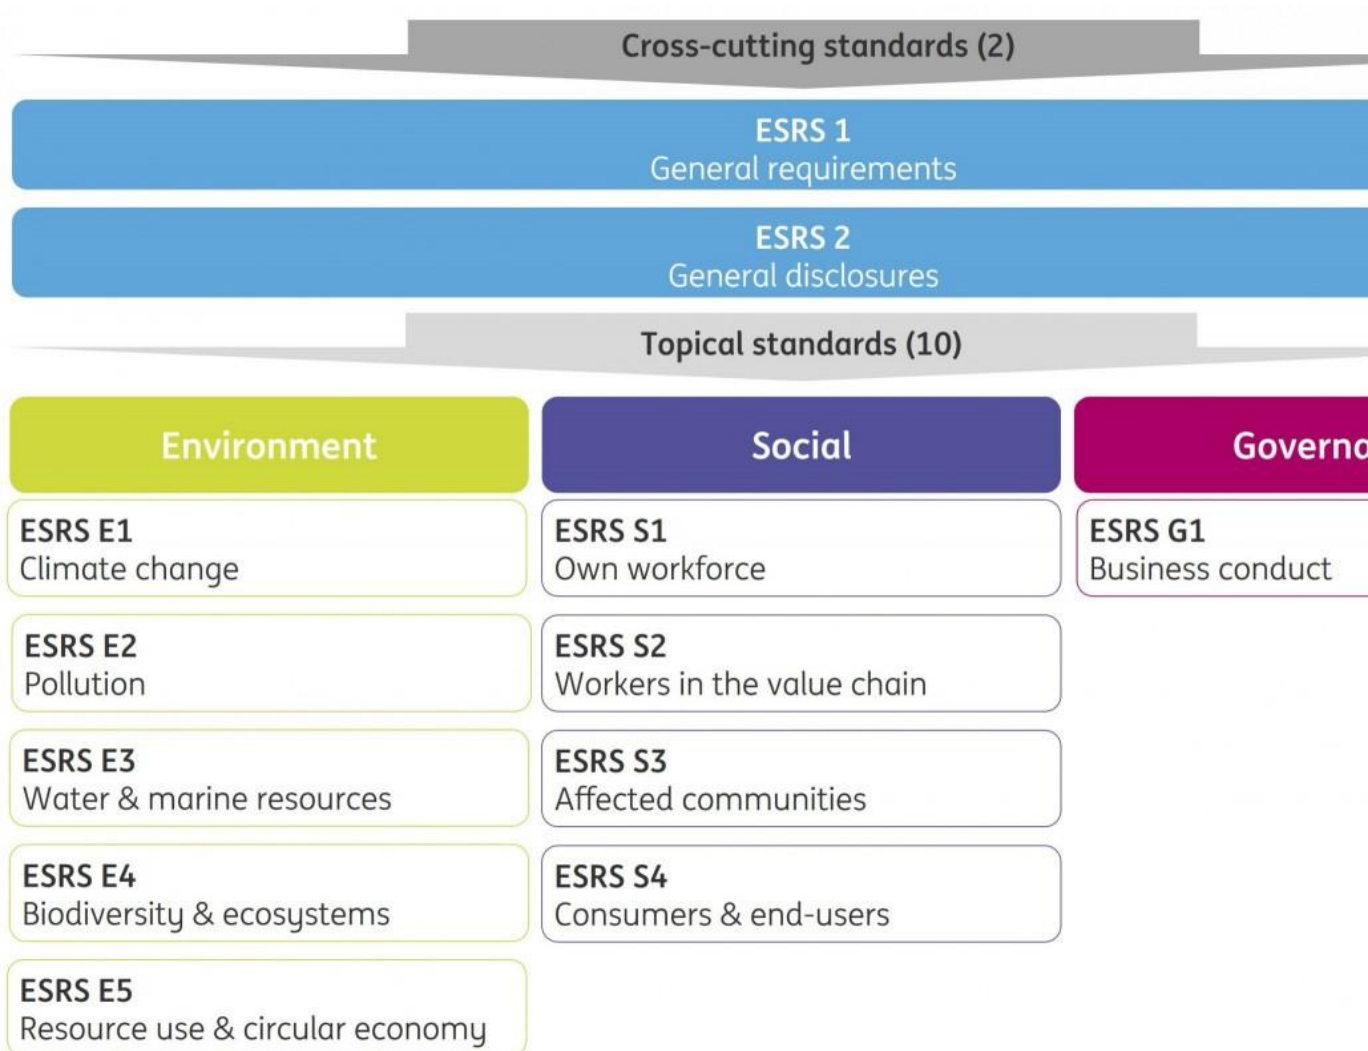 Cross-cutting standards (2)
ESRS 1
General requirements
ESRS 2
General disclosures
Topical standards (10)
Environment
ESRS E1
Climate change
ESRS E2
Pollution
ESRS E3
Water & marine resources
ESRS E4
Biodiversity & ecosystems
ESRS E5
Resource use & circular economy
Social
ESRS S1
Own workforce
ESRS S2
Workers in the value chain
ESRS S3
Affected communities
ESRS S4
Consumers & end-users
ESRS G1
Business conduct